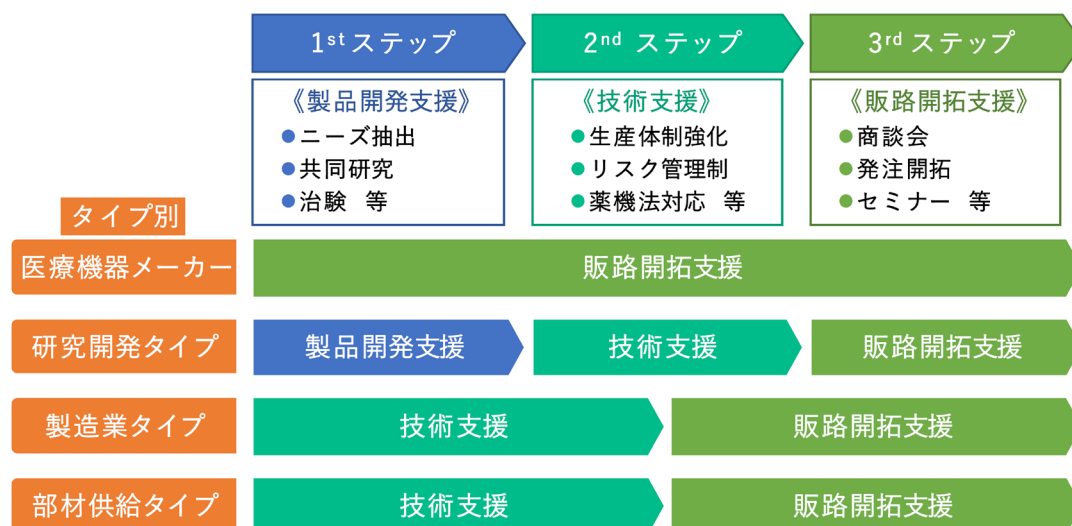 1st ステップ
2nd ステップ
3rd ステップ
《製品開発支援》
●ニーズ抽出
●共同研究
●治験 等
《技術支援》
●生産体制強化
●リスク管理制
●薬機法対応 等
《販路開拓支援》
●商談会
●発注開拓
●セミナー 等
タイプ別
医療機器メーカー
販路開拓支援
研究開発タイプ
製品開発支援
技術支援
販路開拓支援
製造業タイプ
技術支援
販路開拓支援
部材供給タイプ
技術支援
販路開拓支援